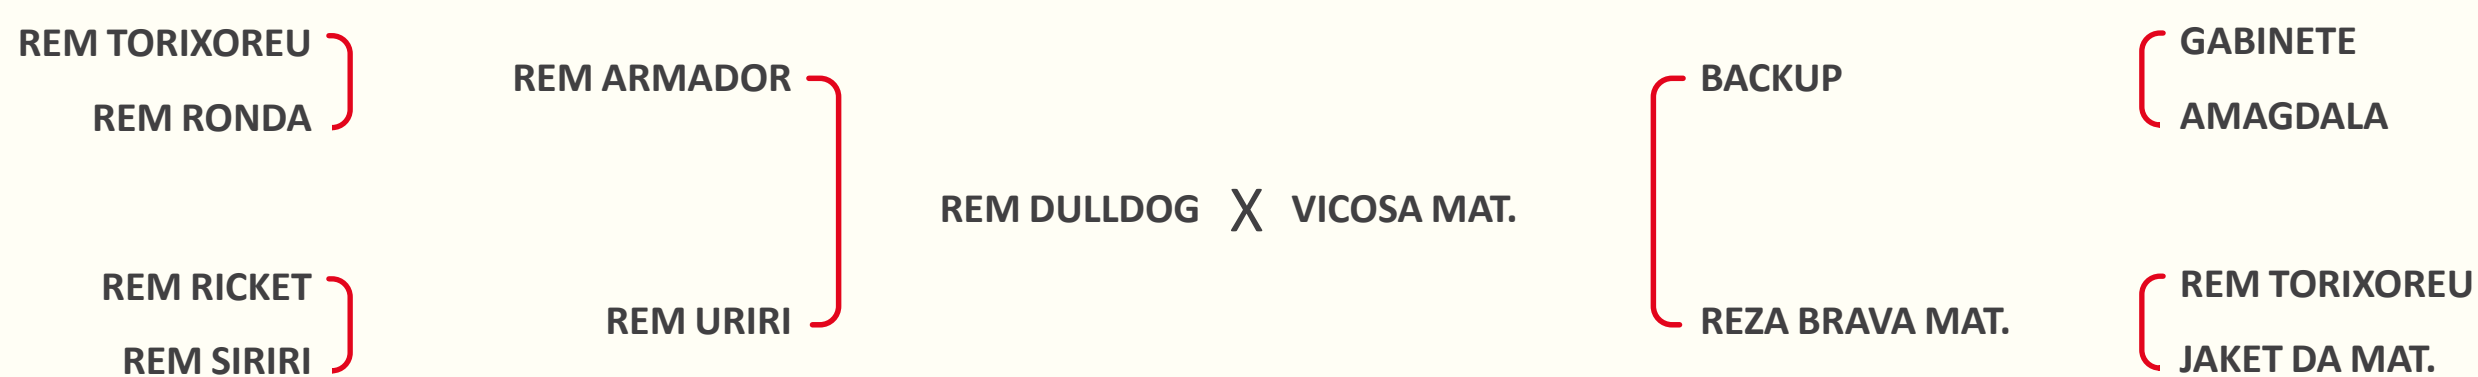 REM TORIXOREU
REM RONDA
REM RICKET
REM SIRIRI
REM ARMADOR
REM URIRI
REM DULLDOG X VICOSA MAT.
BACKUP
REZA BRAVA MAT.
GABINETE
AMAGDALA
REM TORIXOREU
JAKET DA MAT.